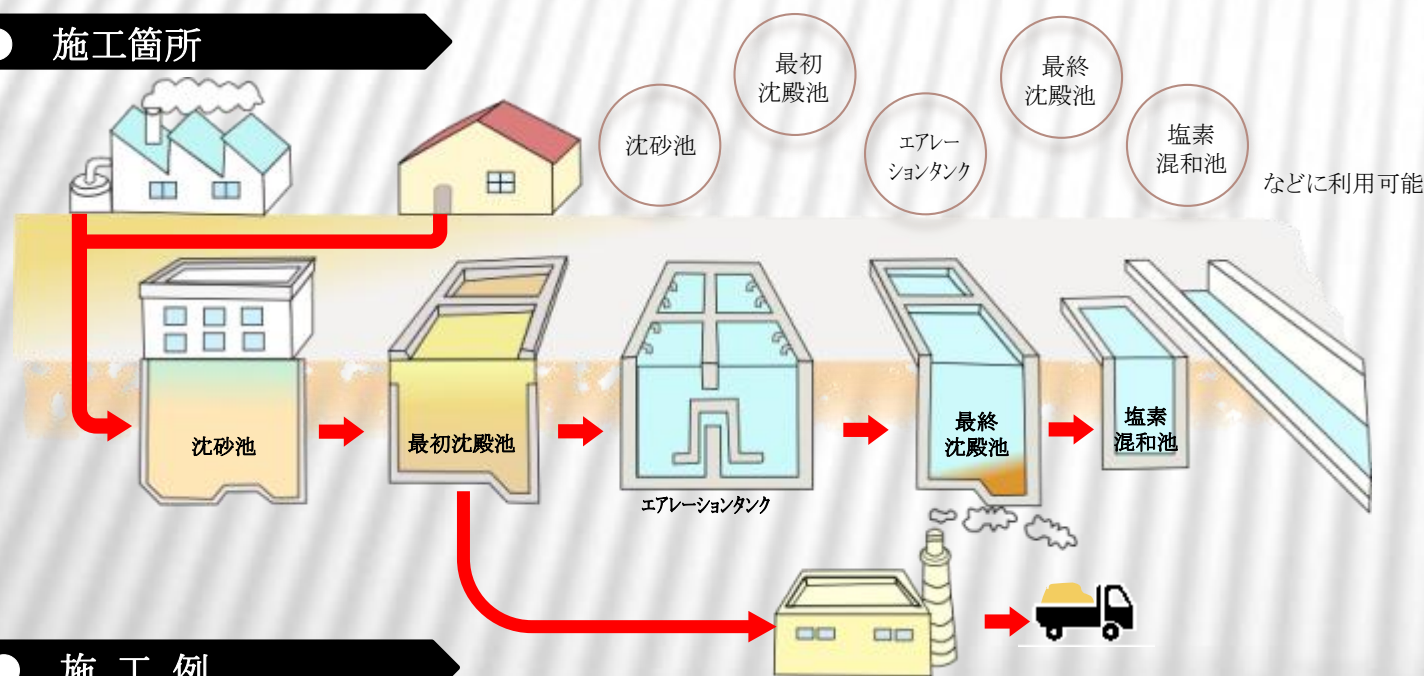 ● 施工箇所
沈砂池
最初
沈殿池
エアレー
ションタンク
最終
沈殿池
塩素
混和池
などに利用可能
沈砂池
最初沈殿池
エアレーションタンク
最終
沈殿池
塩素
混和池
● 施工例